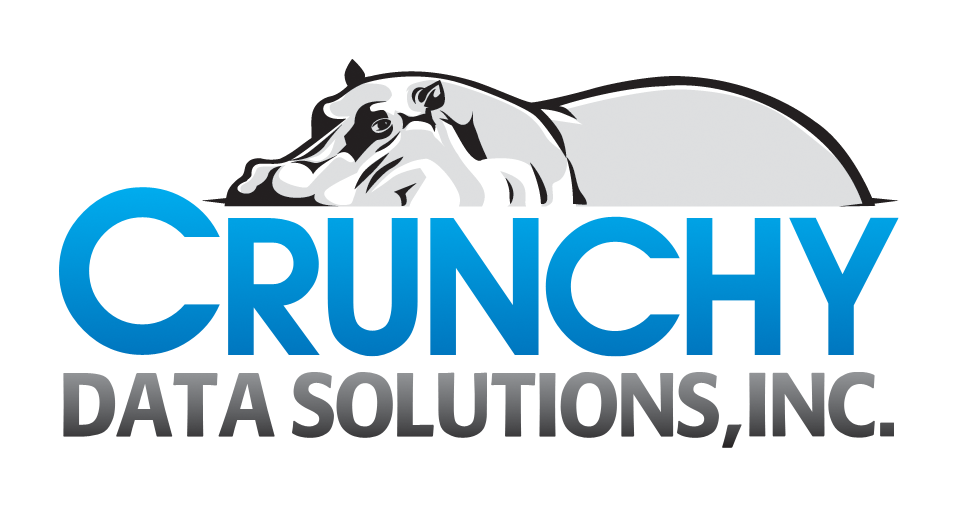 CRUNCHY
DATA SOLUTIONS, INC.